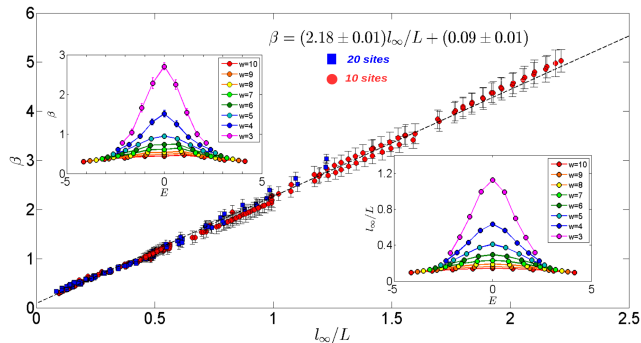 β = (2.18 ± 0.01)l∞/L + (0.09 ± 0.01)
20 sites
10 sites
6
5
4
3
2
1
0
β
0
0.5
1
1.5
2
2.5
l∞/L
3
2
1
0
β
-5
0
5
E
w=10
w=9
w=8
w=7
w=6
w=5
w=4
w=3
1.2
0.8
0.4
0
l∞/L
-5
0
5
E
w=10
w=9
w=8
w=7
w=6
w=5
w=4
w=3